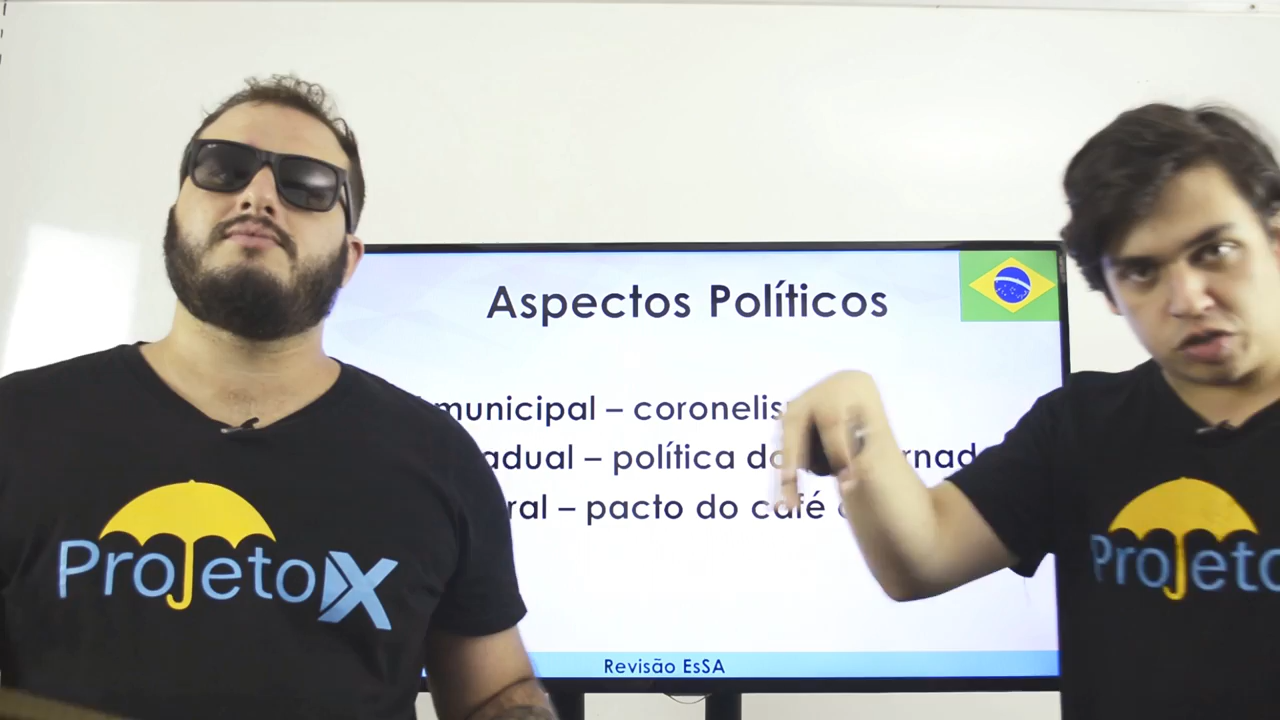 Aspectos Políticos
municipal – coronelis
adual – política do rnad
ral – pacto do café
ProjetoX
Projeto
Revisão EsSA